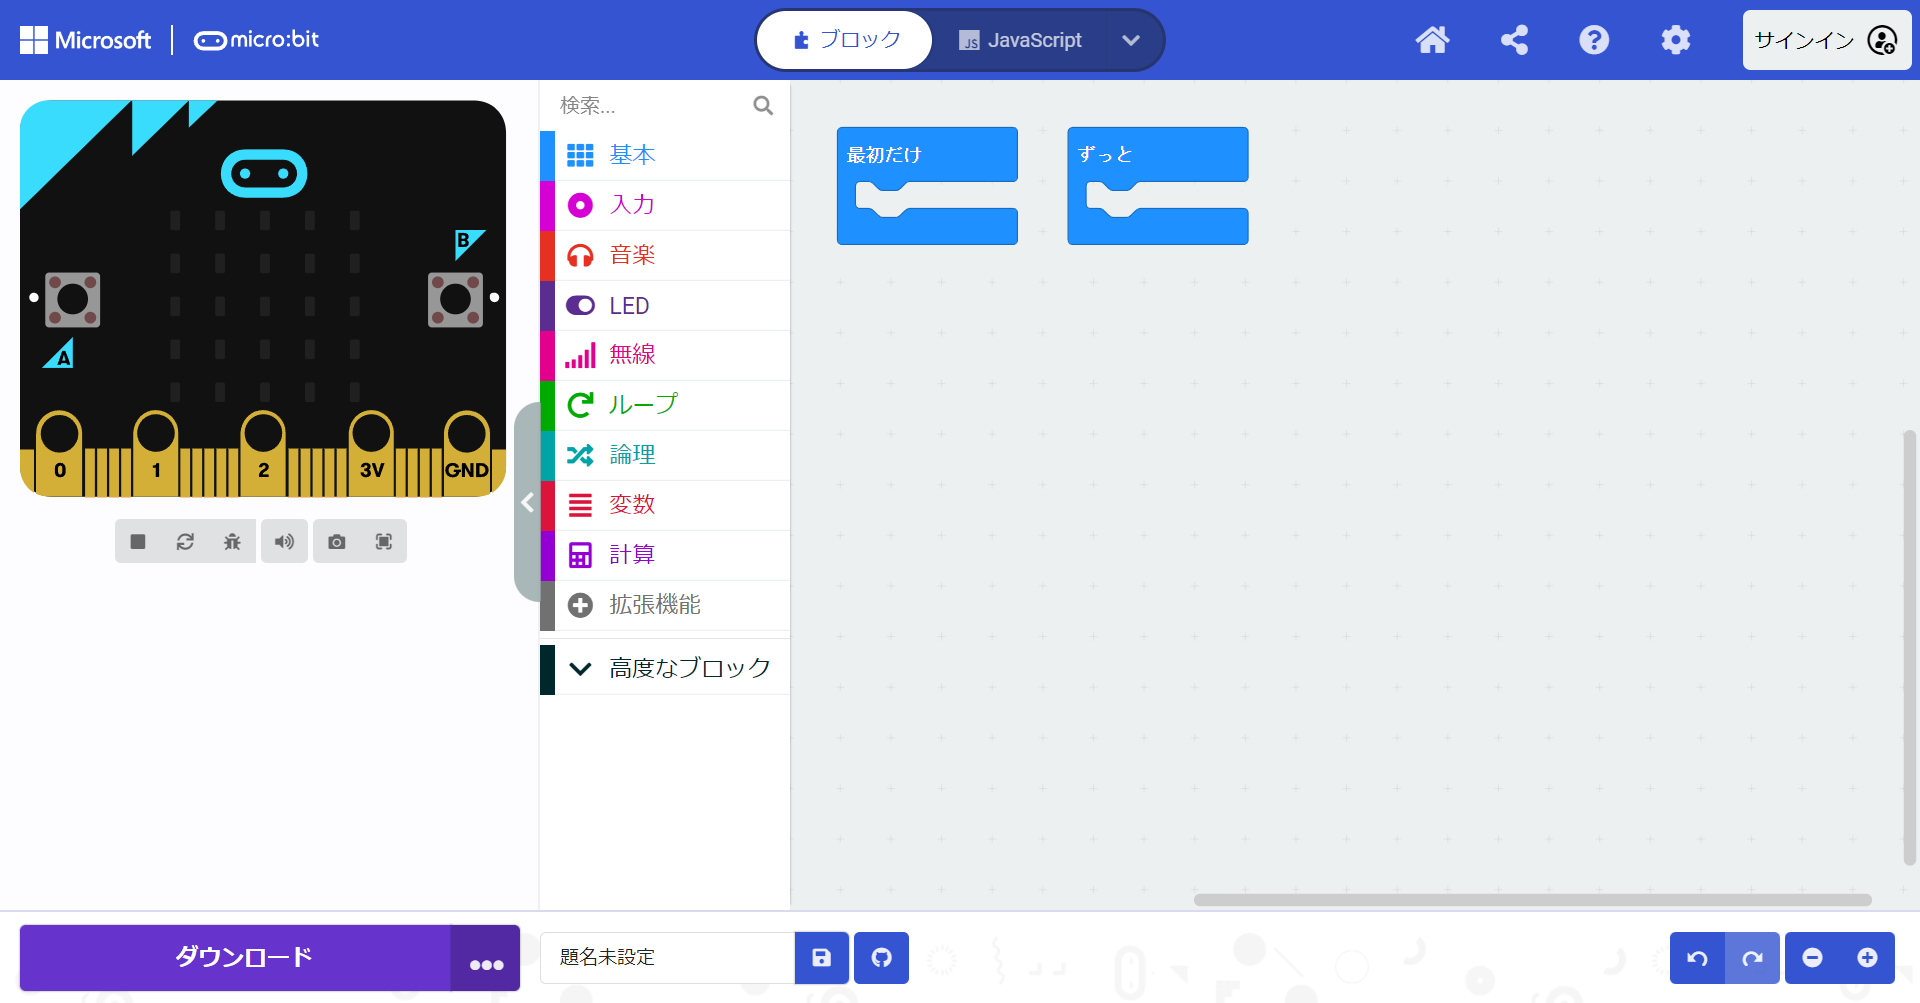 Microsoft micro:bit
ブロック
JavaScript
サインイン
検索...
基本
入力
音楽
LED
無線
ループ
論理
変数
計算
拡張機能
高度なブロック
最初だけ
ずっと
B
A
0 1 2 3V GND
ダウンロード
題名未設定